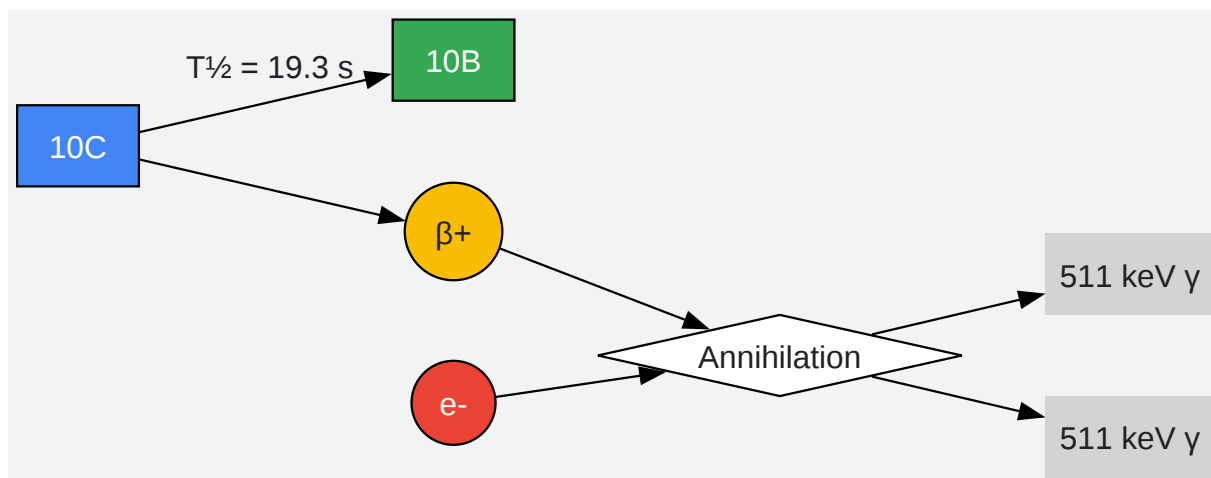 T½ = 19.3 s
10B
10C
β+
e-
Annihilation
511 keV γ
511 keV γ